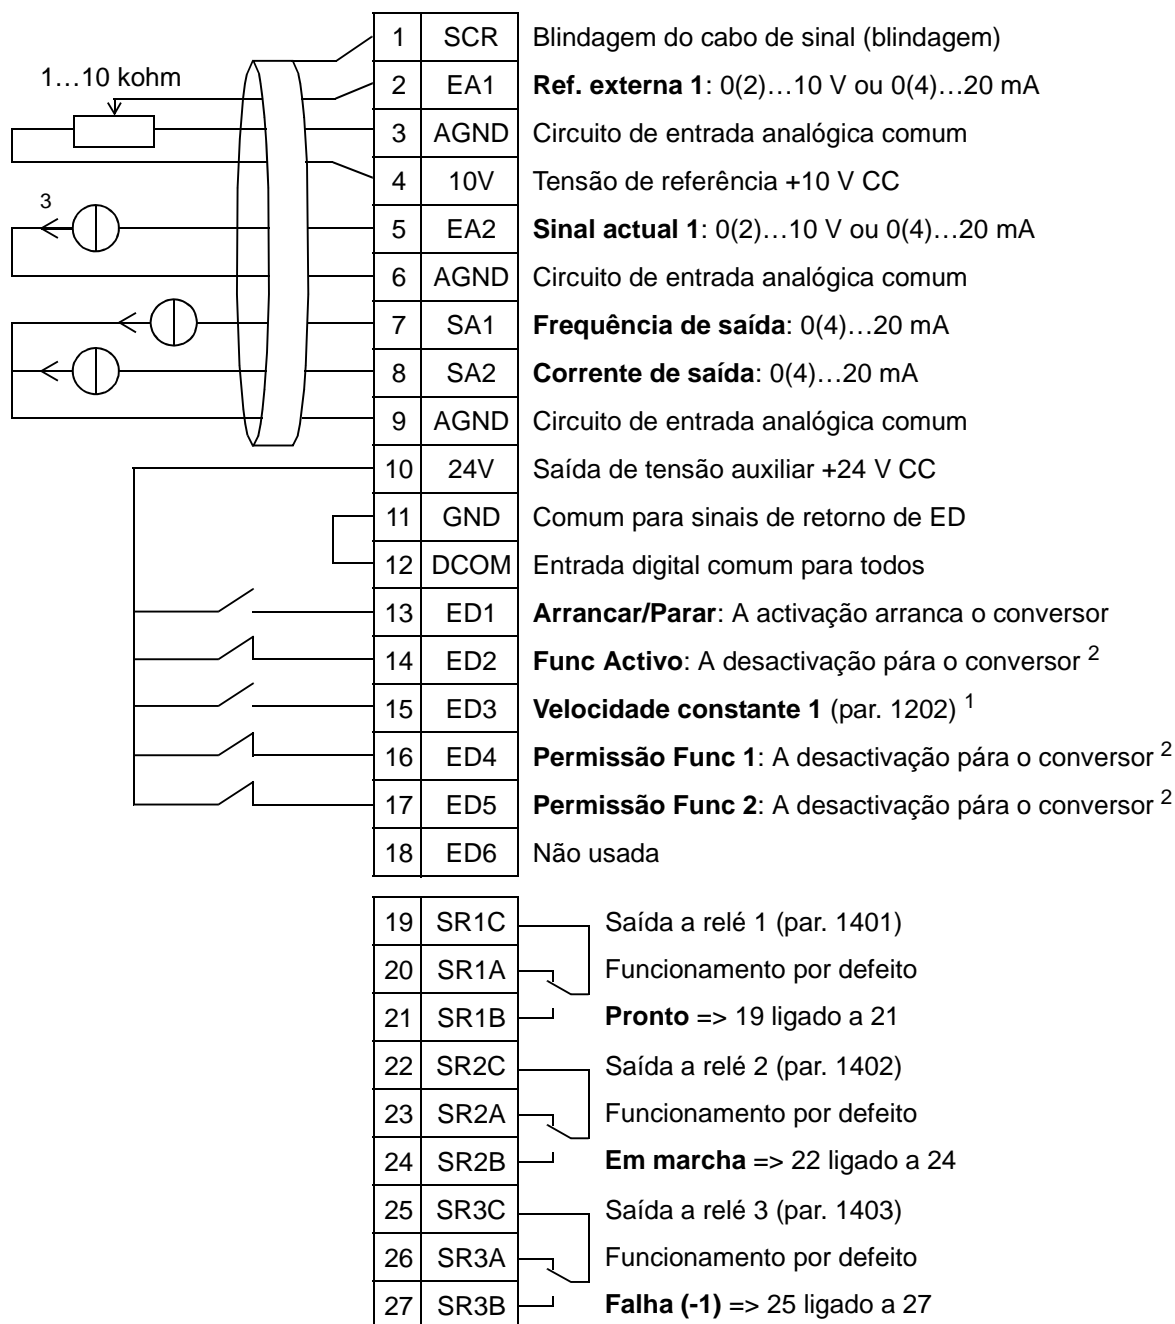 1 SCR Blindagem do cabo de sinal (blindagem)
1…10 kohm
2 EA1 Ref. externa 1: 0(2)…10 V ou 0(4)…20 mA
3 AGND Circuito de entrada analógica comum
4 10V Tensão de referência +10 V CC
3
5 EA2 Sinal actual 1: 0(2)…10 V ou 0(4)…20 mA
6 AGND Circuito de entrada analógica comum
7 SA1 Frequência de saída: 0(4)…20 mA
8 SA2 Corrente de saída: 0(4)…20 mA
9 AGND Circuito de entrada analógica comum
10 24V Saída de tensão auxiliar +24 V CC
11 GND Comum para sinais de retorno de ED
12 DCOM Entrada digital comum para todos
13 ED1 Arrancar/Parar: A activação arranca o conversor
14 ED2 Func Activo: A desactivação pára o conversor 2
15 ED3 Velocidade constante 1 (par. 1202) 1
16 ED4 Permissão Func 1: A desactivação pára o conversor 2
17 ED5 Permissão Func 2: A desactivação pára o conversor 2
18 ED6 Não usada
19 SR1C Saída a relé 1 (par. 1401)
20 SR1A Funcionamento por defeito
21 SR1B Pronto => 19 ligado a 21
22 SR2C Saída a relé 2 (par. 1402)
23 SR2A Funcionamento por defeito
24 SR2B Em marcha => 22 ligado a 24
25 SR3C Saída a relé 3 (par. 1403)
26 SR3A Funcionamento por defeito
27 SR3B Falha (-1) => 25 ligado a 27